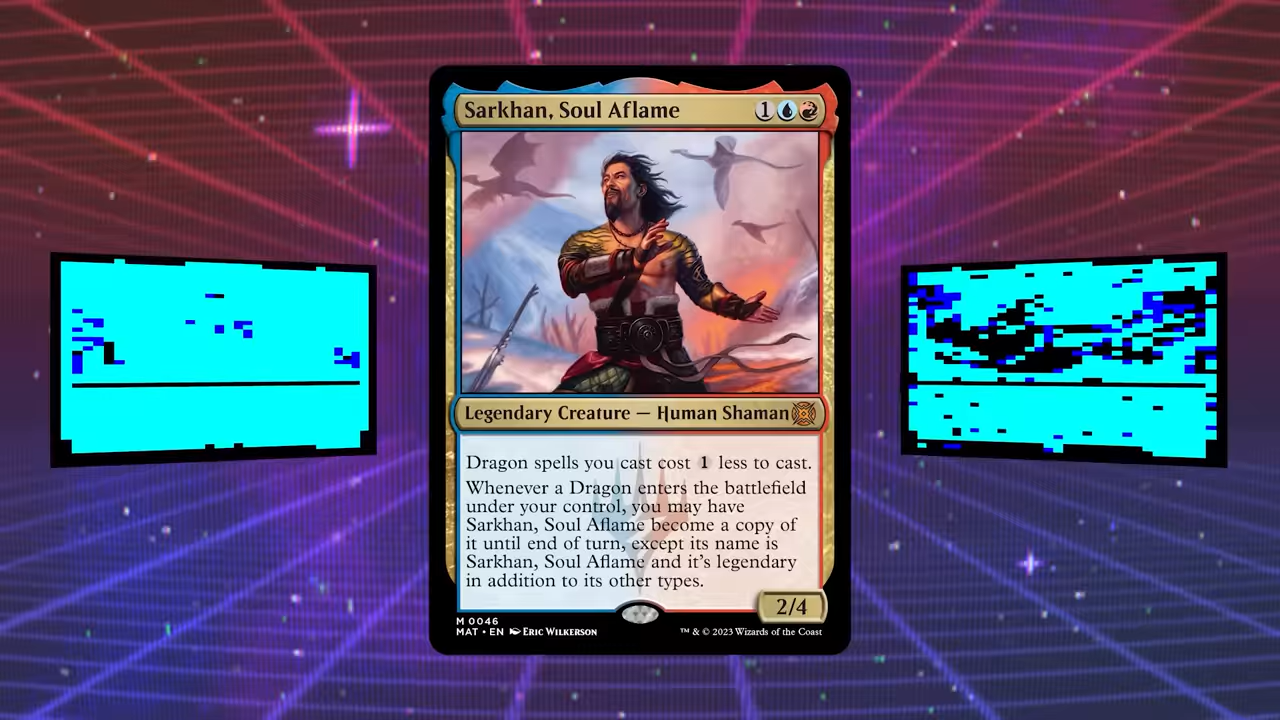 Sarkhan, Soul Aflame 1
Legendary Creature — Human Shaman
Dragon spells you cast cost 1 less to cast.
Whenever a Dragon enters the battlefield
under your control, you may have
Sarkhan, Soul Aflame become a copy of
it until end of turn, except its name is
Sarkhan, Soul Aflame and it's legendary
in addition to its other types.
2/4
M 0046
MAT • EN Eric Wilkerson
™ & © 2023 Wizards of the Coast